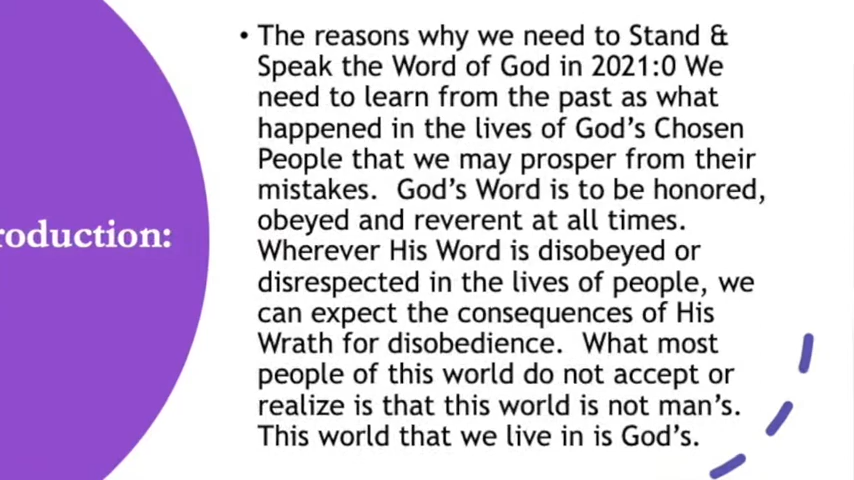 roduction:
• The reasons why we need to Stand &
Speak the Word of God in 2021:0 We
need to learn from the past as what
happened in the lives of God’s Chosen
People that we may prosper from their
mistakes.  God’s Word is to be honored,
obeyed and reverent at all times.
Wherever His Word is disobeyed or
disrespected in the lives of people, we
can expect the consequences of His
Wrath for disobedience.  What most
people of this world do not accept or
realize is that this world is not man’s.
This world that we live in is God’s.